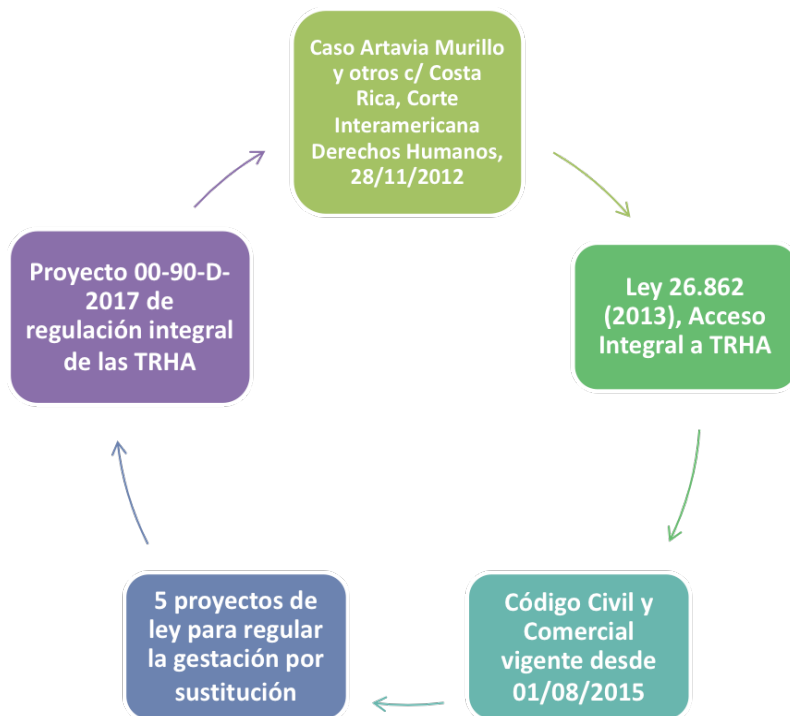 Caso Artavia Murillo
y otros c/ Costa
Rica, Corte
Interamericana
Derechos Humanos,
28/11/2012
Ley 26.862
(2013), Acceso
Integral a TRHA
Código Civil y
Comercial
vigente desde
01/08/2015
5 proyectos de
ley para regular
la gestación por
sustitución
Proyecto 00-90-D-
2017 de
regulación integral
de las TRHA